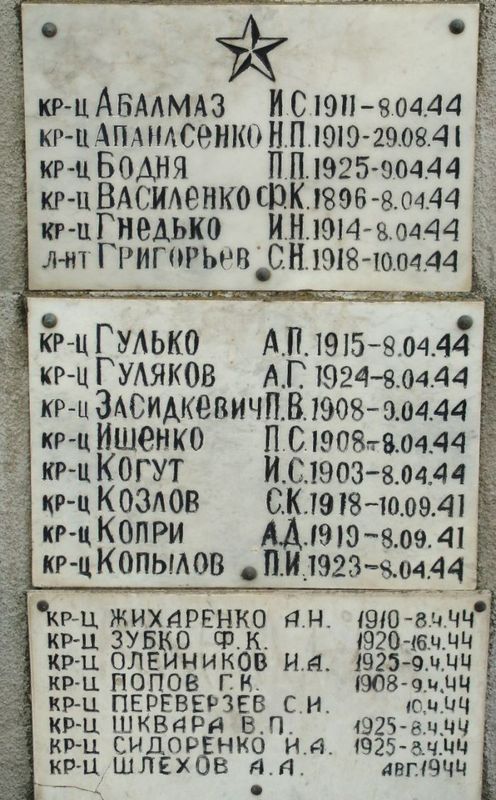 КР-Ц АБАЛМАЗ И.С. 1911-8.04.44
КР-Ц АПАНАСЕНКО Н.П. 1919-29.08.41
КР-Ц БОДНЯ П.П. 1925-9.04.44
КР-Ц ВАСИЛЕНКО Ф.К. 1896-8.04.44
КР-Ц ГНЕДЬКО И.Н. 1914-8.04.44
Л-НТ ГРИГОРЬЕВ С.Н. 1918-10.04.44
КР-Ц ГУЛЬКО А.П. 1915-8.04.44
КР-Ц ГУЛЯКОВ А.Г. 1924-8.04.44
КР-Ц ЗАСИДКЕВИЧ П.В. 1908-9.04.44
КР-Ц ИЩЕНКО П.С. 1908-8.04.44
КР-Ц КОГУТ И.С. 1903-8.04.44
КР-Ц КОЗЛОВ С.К. 1918-10.09.41
КР-Ц КОПРИ А.Д. 1919-8.09.41
КР-Ц КОПЫЛОВ П.И. 1923-8.04.44
КР-Ц ЖИХАРЕНКО А.Н. 1910-8.4.44
КР-Ц ЗУБКО Ф.К. 1920-16.4.44
КР-Ц ОЛЕЙНИКОВ И.А. 1925-9.4.44
КР-Ц ПОПОВ Г.К. 1908-9.4.44
КР-Ц ПЕРЕВЕРЗЕВ С.И. 10.4.44
КР-Ц ШКВАРА В.П. 1925-8.4.44
КР-Ц СИДОРЕНКО И.А. 1925-8.4.44
КР-Ц ШЛЕХОВ А.А. АВГ.1944